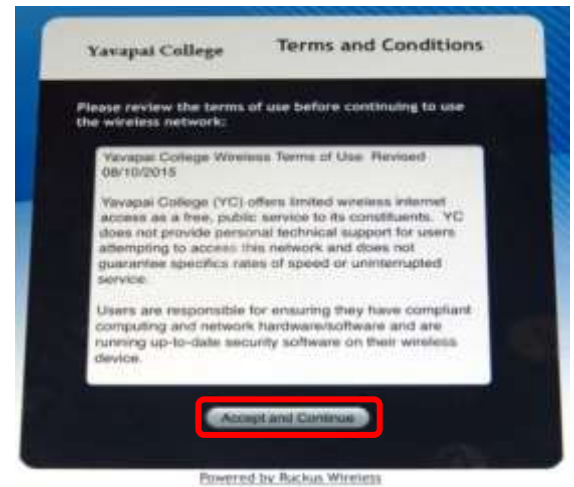 Yavapai College
Terms and Conditions
Please review the terms of use before continuing to use
the wireless network:
Yavapai College Wireless Terms of Use Revised
08/10/2015
Yavapai College (YC) offers limited wireless internet
access as a free, public service to its constituents. YC
does not provide personal technical support for users
attempting to access this network and does not
guarantee specifics rates of speed or uninterrupted
service.
Users are responsible for ensuring they have compliant
computing and network hardware/software and are
running up-to-date security software on their wireless
device.
Accept and Continue
Powered by Ruckus Wireless